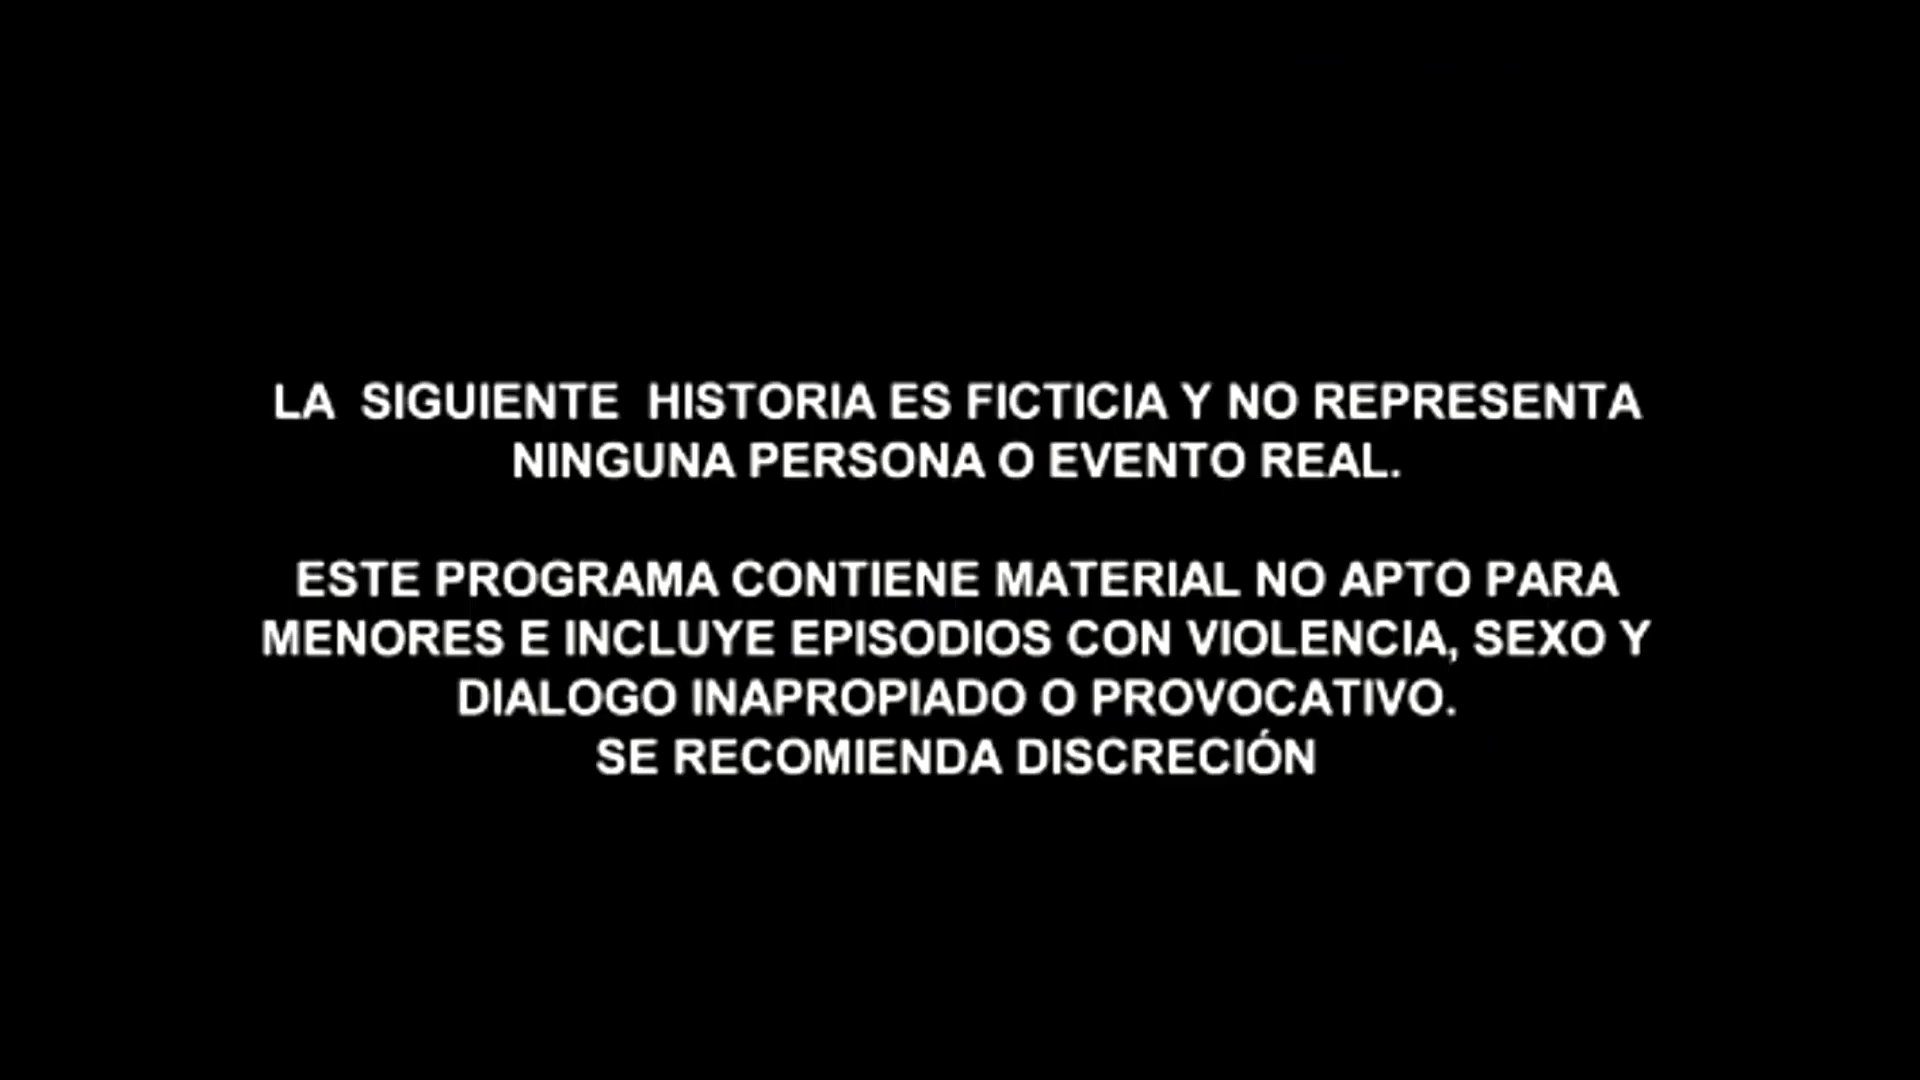 LA SIGUIENTE HISTORIA ES FICTICIA Y NO REPRESENTA
NINGUNA PERSONA O EVENTO REAL.
ESTE PROGRAMA CONTIENE MATERIAL NO APTO PARA
MENORES E INCLUYE EPISODIOS CON VIOLENCIA, SEXO Y
DIALOGO INAPROPIADO O PROVOCATIVO.
SE RECOMIENDA DISCRECIÓN